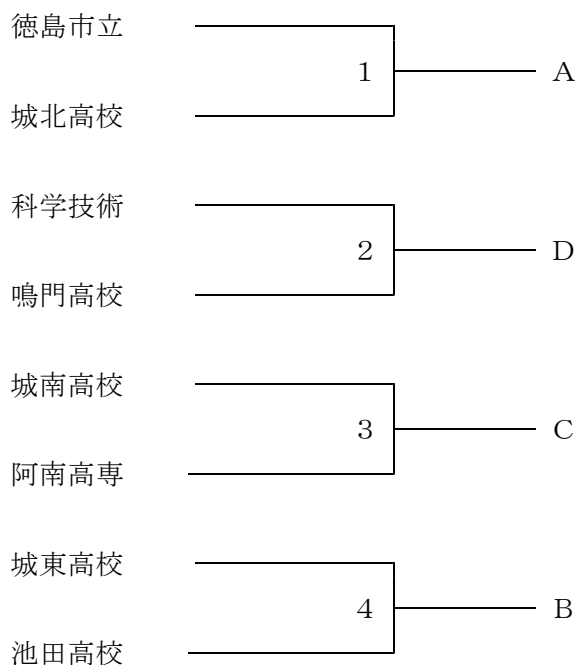 徳島市立
1 A
城北高校
科学技術
2 D
鳴門高校
城南高校
3 C
阿南高専
城東高校
4 B
池田高校